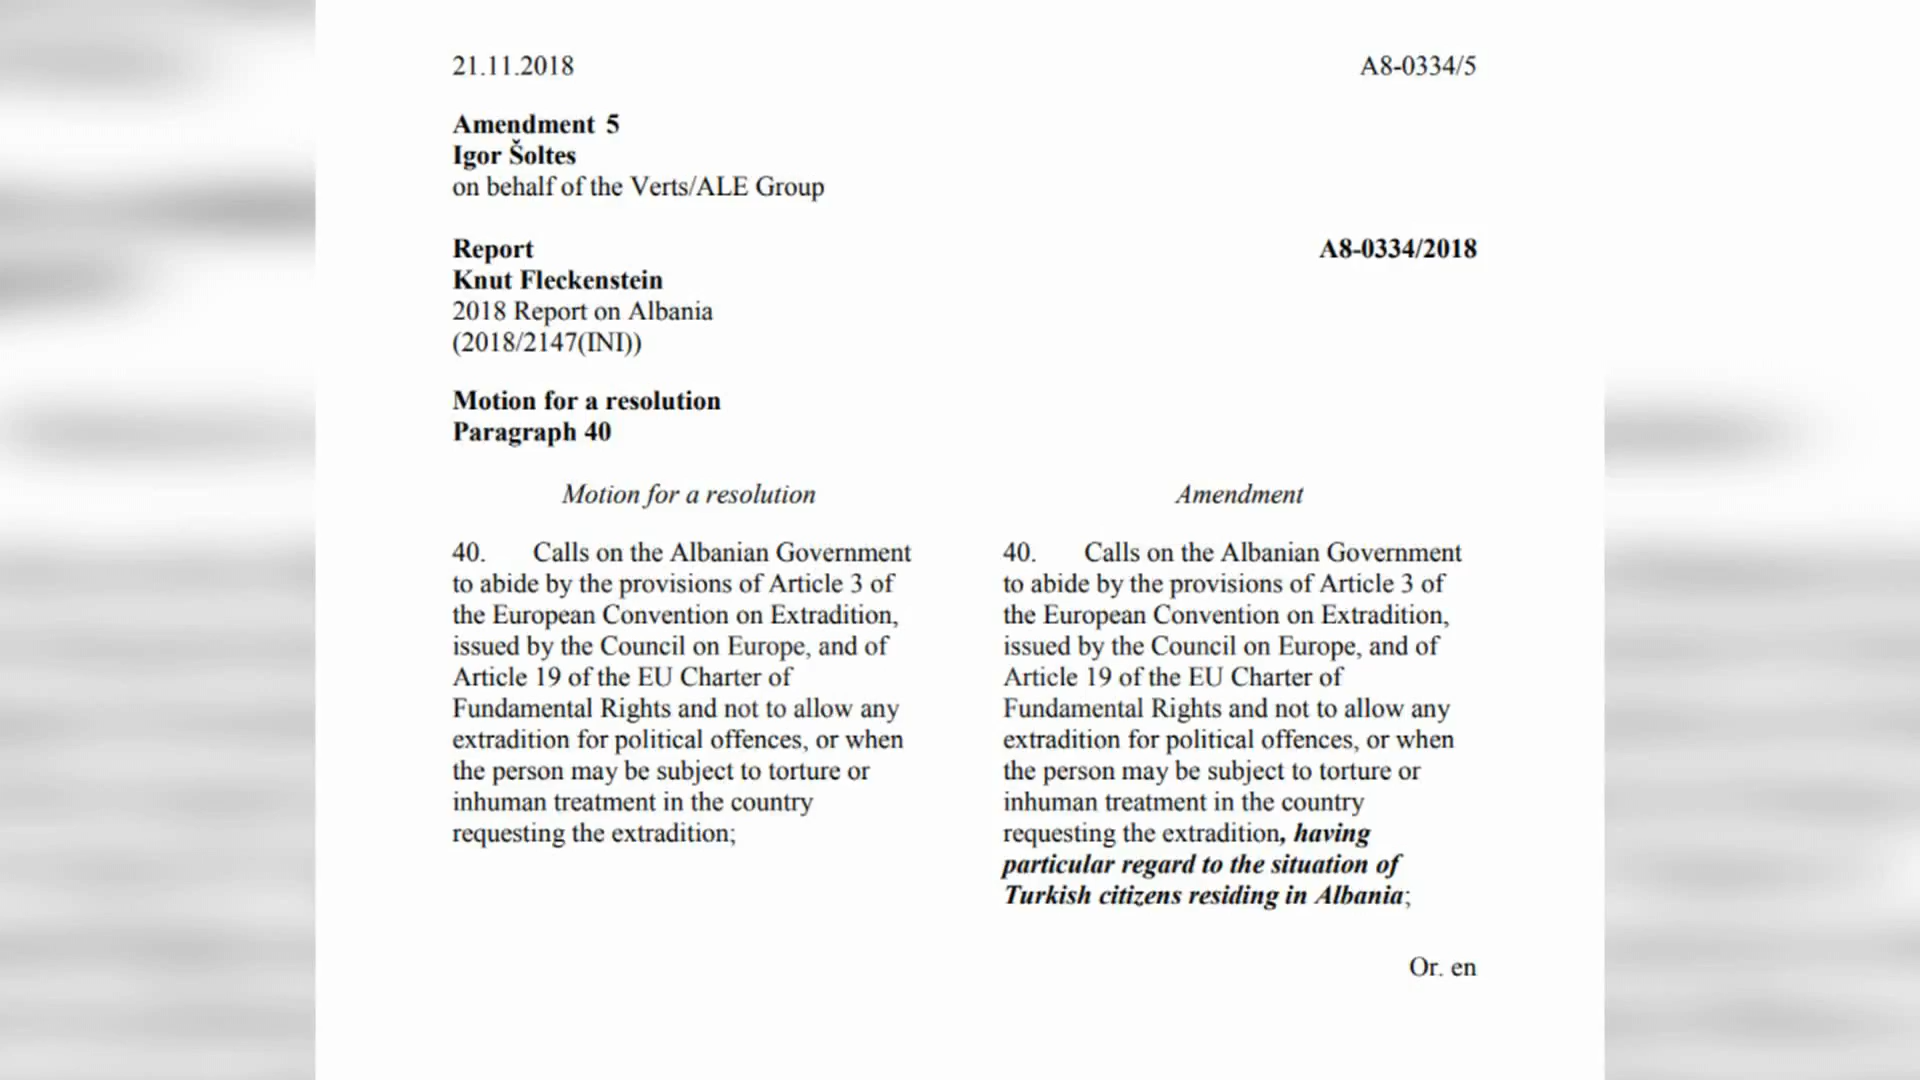 21.11.2018 A8-0334/5
Amendment 5
Igor Šoltes
on behalf of the Verts/ALE Group
Report A8-0334/2018
Knut Fleckenstein
2018 Report on Albania
(2018/2147(INI))
Motion for a resolution
Paragraph 40
Motion for a resolution
40. Calls on the Albanian Government
to abide by the provisions of Article 3 of
the European Convention on Extradition,
issued by the Council on Europe, and of
Article 19 of the EU Charter of
Fundamental Rights and not to allow any
extradition for political offences, or when
the person may be subject to torture or
inhuman treatment in the country
requesting the extradition;
Amendment
40. Calls on the Albanian Government
to abide by the provisions of Article 3 of
the European Convention on Extradition,
issued by the Council on Europe, and of
Article 19 of the EU Charter of
Fundamental Rights and not to allow any
extradition for political offences, or when
the person may be subject to torture or
inhuman treatment in the country
requesting the extradition, having
particular regard to the situation of
Turkish citizens residing in Albania;
Or. en